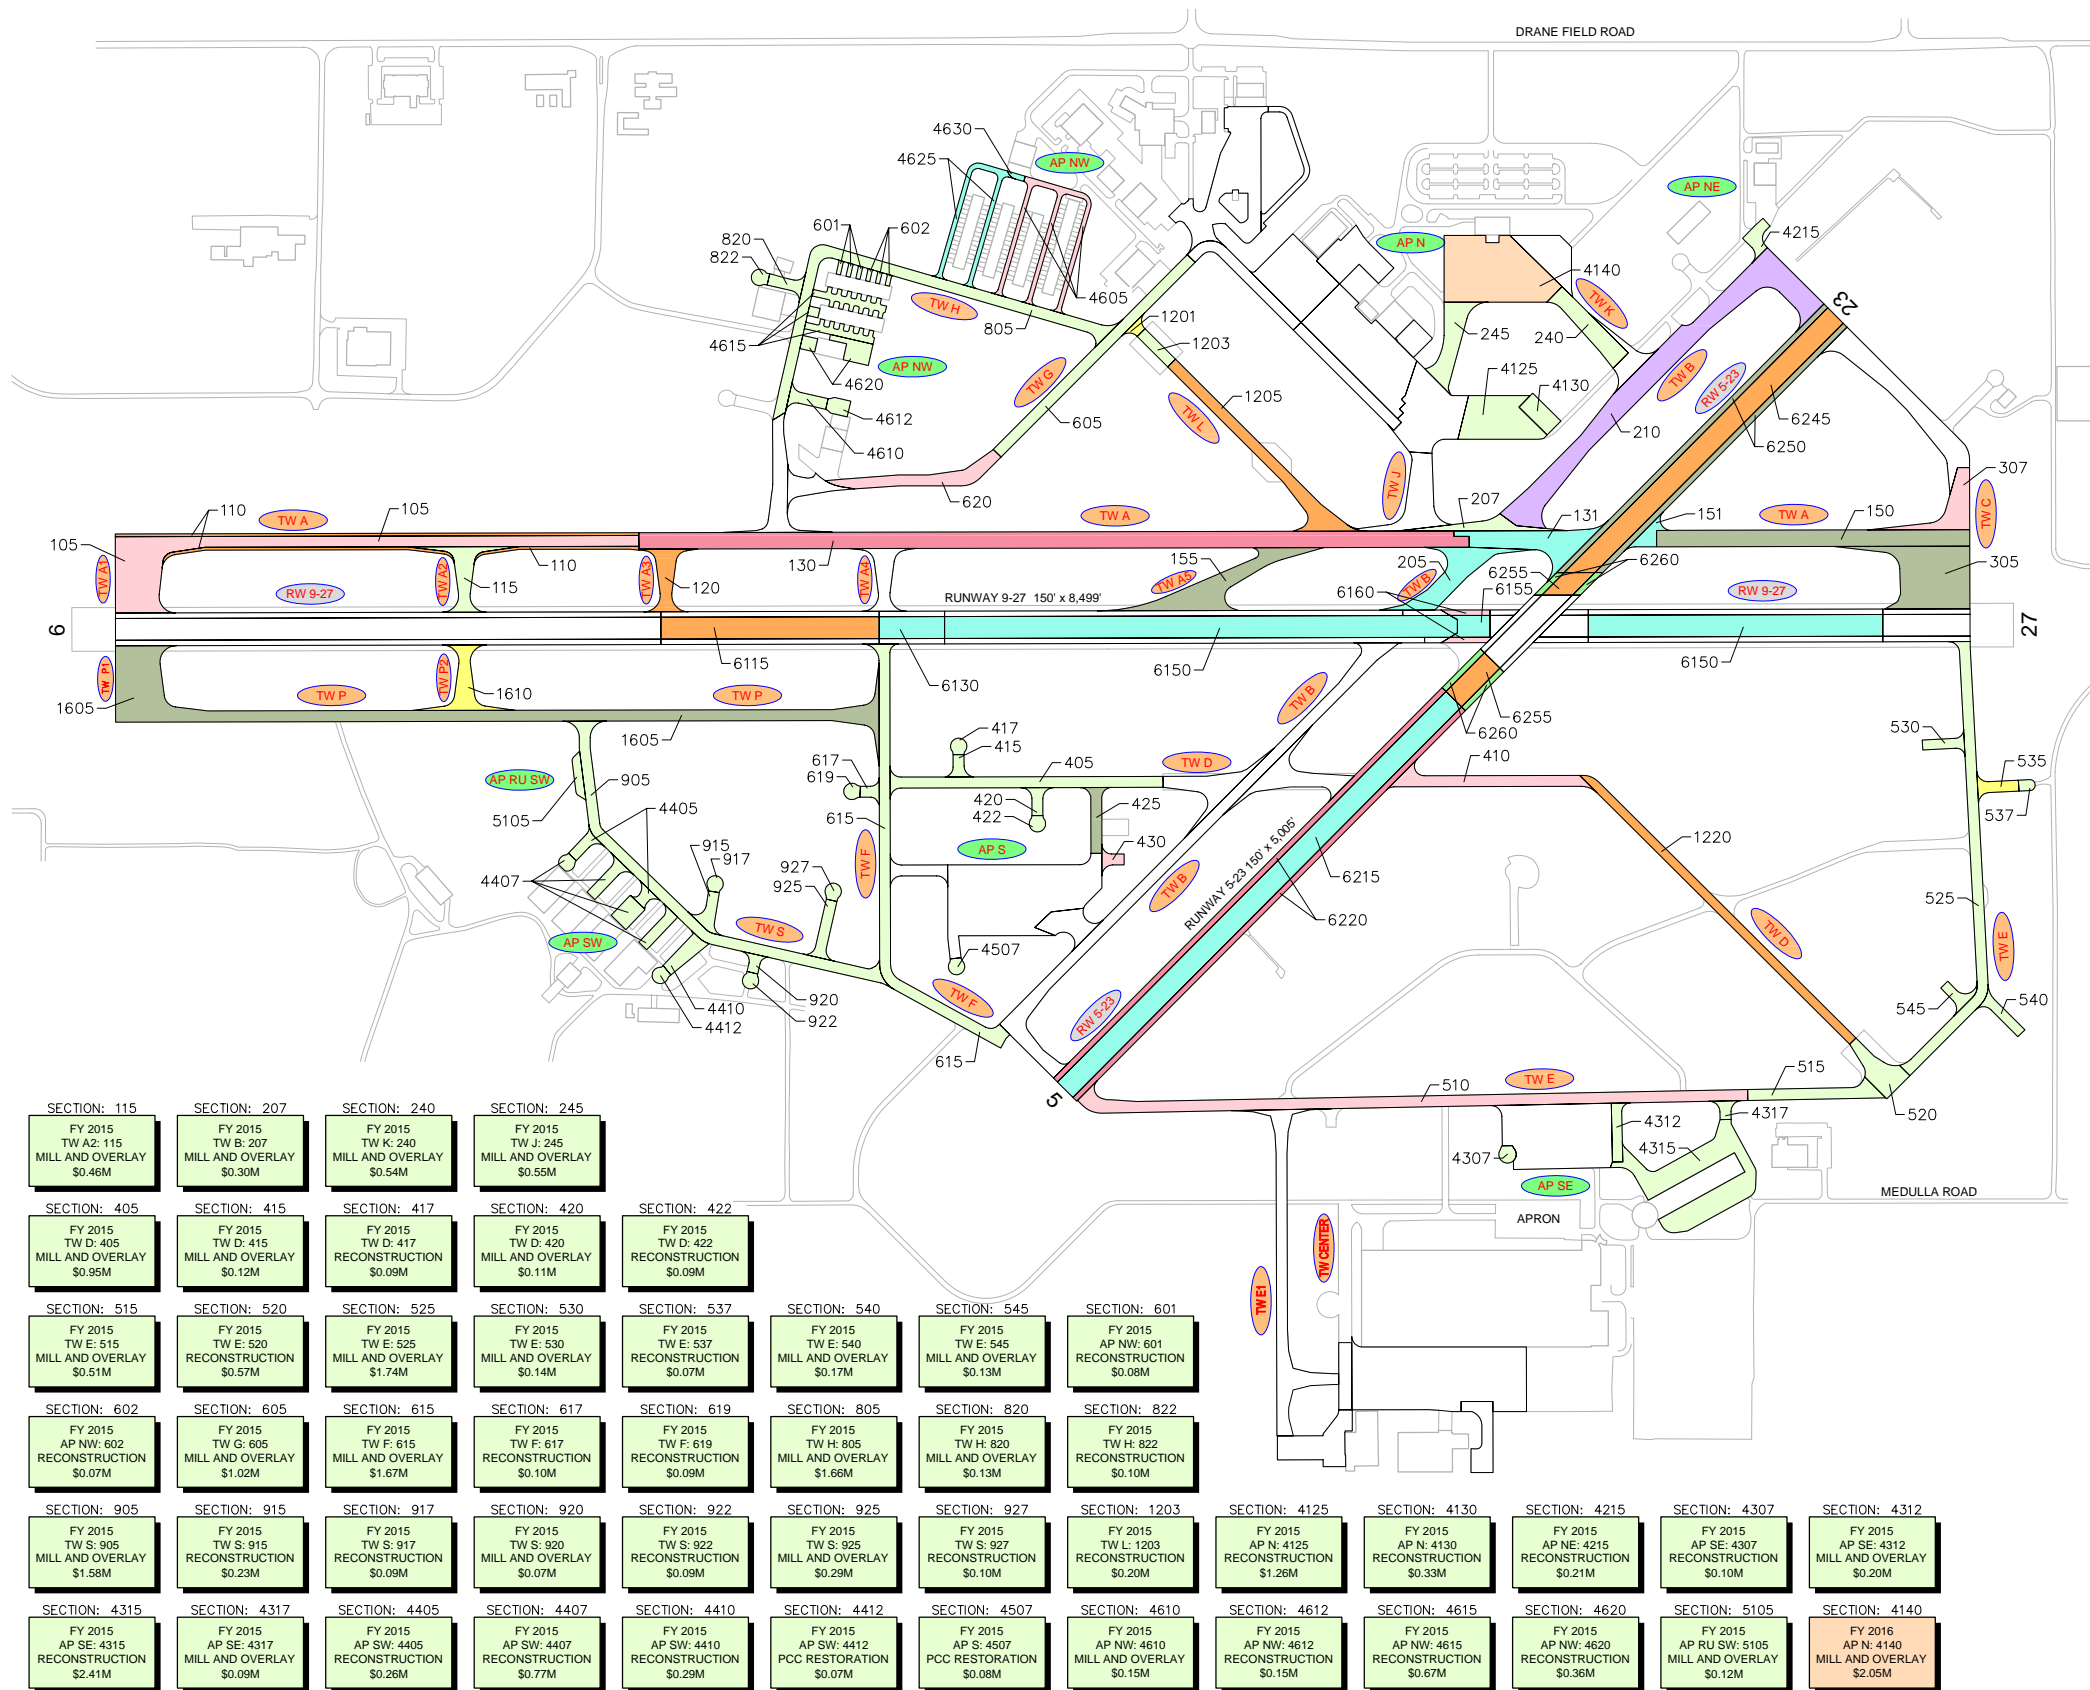 DRANE FIELD ROAD
4630
AP NW
4625
AP NE
601
602
4215
820
822
AP N
4140
TW K
23
TW H
4605
805
1201
1203
245
240
4615
AP NW
4620
TW G
4125
4130
TW B
RW 5-23
4612
605
1205
TW L
6245
6250
210
4610
307
TW J
620
110
TW A
105
TW A
207
131
151
TW A
150
TW C
105
TW A1
110
TW A2
TW A3
130
TW A4
155
TW A5
205
TW B
6255
6260
305
RW 9-27
115
120
RUNWAY 9-27 150' x 8,499'
6160
6155
RW 9-27
9
27
6115
6130
6150
6150
TW P1
TW P
TW P2
1610
TW P
TW B
1605
1605
6255
6260
417
415
530
AP RU SW
905
617
619
405
TW D
410
535
537
5105
4405
615
420
422
425
430
TW F
AP S
RUNWAY 5-23 150' x 5,005'
1220
915
917
927
925
4407
TW B
6215
6220
525
AP SW
TW S
4507
TW D
TW E
920
922
4410
4412
TW F
RW 5-23
545
540
615
5
TW E
510
515
520
4312
4317
4315
4307
AP SE
MEDULLA ROAD
APRON
TW CENTER
TW E1
SECTION: 115
FY 2015
TW A2: 115
MILL AND OVERLAY
$0.46M
SECTION: 207
FY 2015
TW B: 207
MILL AND OVERLAY
$0.30M
SECTION: 240
FY 2015
TW K: 240
MILL AND OVERLAY
$0.54M
SECTION: 245
FY 2015
TW J: 245
MILL AND OVERLAY
$0.55M
SECTION: 405
FY 2015
TW D: 405
MILL AND OVERLAY
$0.95M
SECTION: 415
FY 2015
TW D: 415
MILL AND OVERLAY
$0.12M
SECTION: 417
FY 2015
TW D: 417
RECONSTRUCTION
$0.09M
SECTION: 420
FY 2015
TW D: 420
MILL AND OVERLAY
$0.11M
SECTION: 422
FY 2015
TW D: 422
RECONSTRUCTION
$0.09M
SECTION: 515
FY 2015
TW E: 515
MILL AND OVERLAY
$0.51M
SECTION: 520
FY 2015
TW E: 520
RECONSTRUCTION
$0.57M
SECTION: 525
FY 2015
TW E: 525
MILL AND OVERLAY
$1.74M
SECTION: 530
FY 2015
TW E: 530
MILL AND OVERLAY
$0.14M
SECTION: 537
FY 2015
TW E: 537
RECONSTRUCTION
$0.07M
SECTION: 540
FY 2015
TW E: 540
MILL AND OVERLAY
$0.17M
SECTION: 545
FY 2015
TW E: 545
MILL AND OVERLAY
$0.13M
SECTION: 601
FY 2015
AP NW: 601
RECONSTRUCTION
$0.08M
SECTION: 602
FY 2015
AP NW: 602
RECONSTRUCTION
$0.07M
SECTION: 605
FY 2015
TW G: 605
MILL AND OVERLAY
$1.02M
SECTION: 615
FY 2015
TW F: 615
MILL AND OVERLAY
$1.67M
SECTION: 617
FY 2015
TW F: 617
RECONSTRUCTION
$0.10M
SECTION: 619
FY 2015
TW F: 619
RECONSTRUCTION
$0.09M
SECTION: 805
FY 2015
TW H: 805
MILL AND OVERLAY
$1.66M
SECTION: 820
FY 2015
TW H: 820
MILL AND OVERLAY
$0.13M
SECTION: 822
FY 2015
TW H: 822
RECONSTRUCTION
$0.10M
SECTION: 905
FY 2015
TW S: 905
MILL AND OVERLAY
$1.58M
SECTION: 915
FY 2015
TW S: 915
RECONSTRUCTION
$0.23M
SECTION: 917
FY 2015
TW S: 917
RECONSTRUCTION
$0.09M
SECTION: 920
FY 2015
TW S: 920
MILL AND OVERLAY
$0.07M
SECTION: 922
FY 2015
TW S: 922
RECONSTRUCTION
$0.09M
SECTION: 925
FY 2015
TW S: 925
MILL AND OVERLAY
$0.29M
SECTION: 927
FY 2015
TW S: 927
RECONSTRUCTION
$0.10M
SECTION: 1203
FY 2015
TW L: 1203
RECONSTRUCTION
$0.20M
SECTION: 4125
FY 2015
AP N: 4125
RECONSTRUCTION
$1.26M
SECTION: 4130
FY 2015
AP N: 4130
RECONSTRUCTION
$0.33M
SECTION: 4215
FY 2015
AP NE: 4215
RECONSTRUCTION
$0.21M
SECTION: 4307
FY 2015
AP SE: 4307
RECONSTRUCTION
$0.10M
SECTION: 4312
FY 2015
AP SE: 4312
MILL AND OVERLAY
$0.20M
SECTION: 4315
FY 2015
AP SE: 4315
RECONSTRUCTION
$2.41M
SECTION: 4317
FY 2015
AP SE: 4317
MILL AND OVERLAY
$0.09M
SECTION: 4405
FY 2015
AP SW: 4405
RECONSTRUCTION
$0.26M
SECTION: 4407
FY 2015
AP SW: 4407
RECONSTRUCTION
$0.77M
SECTION: 4410
FY 2015
AP SW: 4410
RECONSTRUCTION
$0.29M
SECTION: 4412
FY 2015
AP SW: 4412
PCC RESTORATION
$0.07M
SECTION: 4507
FY 2015
AP S: 4507
PCC RESTORATION
$0.08M
SECTION: 4610
FY 2015
AP NW: 4610
MILL AND OVERLAY
$0.15M
SECTION: 4612
FY 2015
AP NW: 4612
RECONSTRUCTION
$0.15M
SECTION: 4615
FY 2015
AP NW: 4615
RECONSTRUCTION
$0.67M
SECTION: 4620
FY 2015
AP NW: 4620
RECONSTRUCTION
$0.36M
SECTION: 5105
FY 2015
AP RU SW: 5105
MILL AND OVERLAY
$0.12M
SECTION: 4140
FY 2016
AP N: 4140
MILL AND OVERLAY
$2.05M